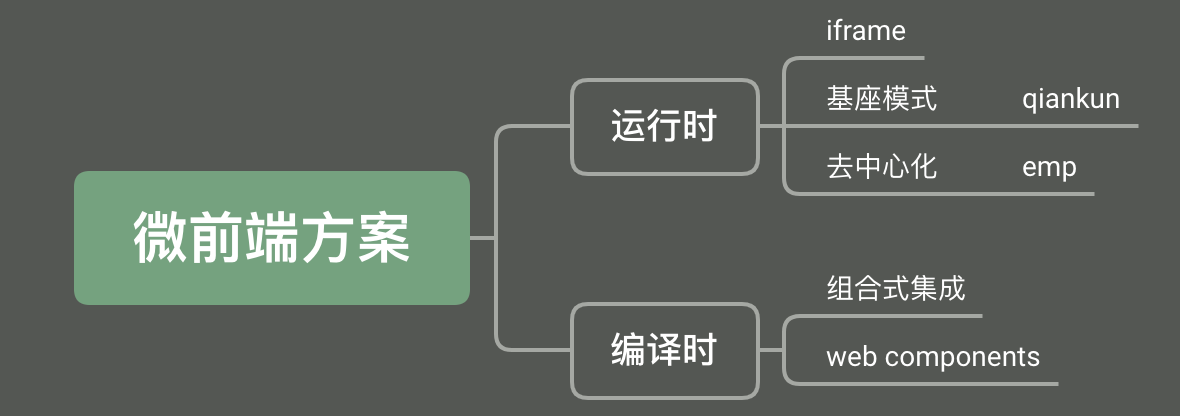 微前端方案
运行时
iframe
基座模式 qiankun
去中心化 emp
编译时
组合式集成
web components